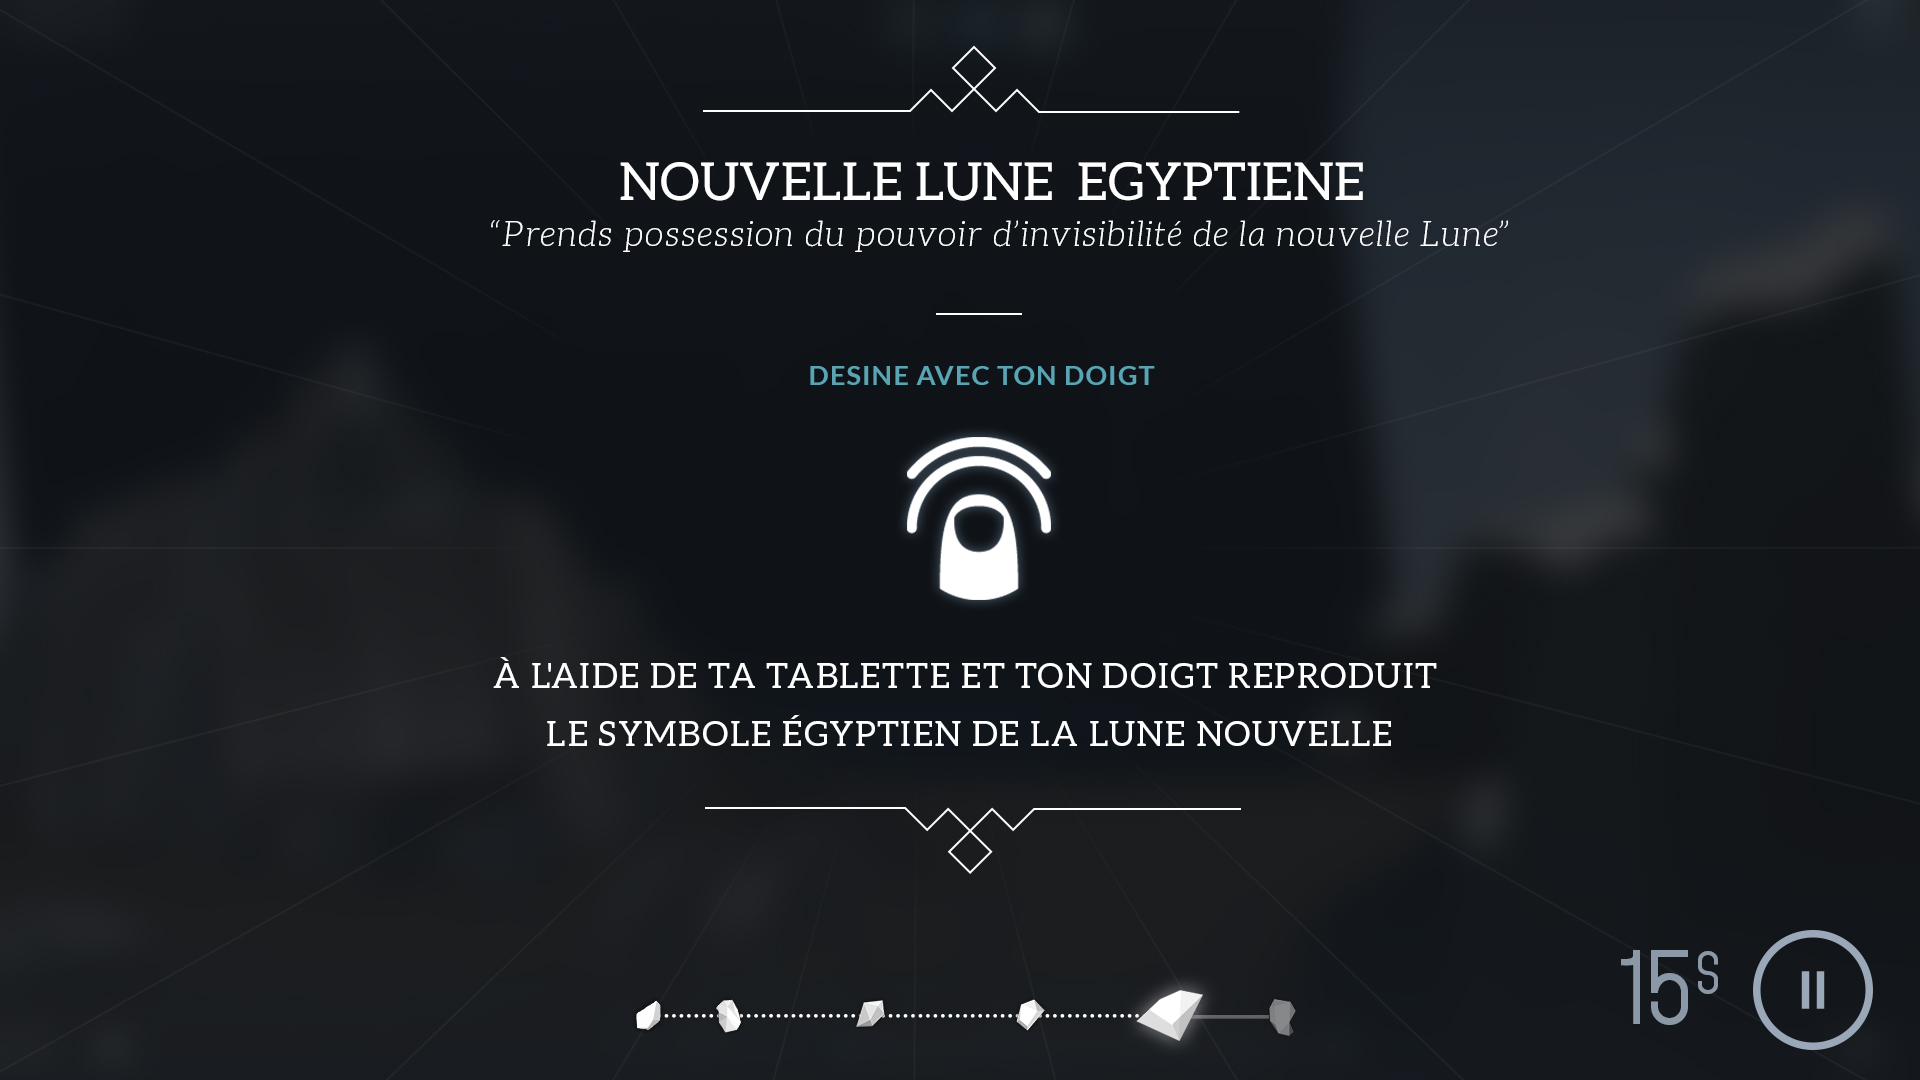 NOUVELLE LUNE EGYPTIENE
“Prends possession du pouvoir d’invisibilité de la nouvelle Lune”
DESINE AVEC TON DOIGT
À L'AIDE DE TA TABLETTE ET TON DOIGT REPRODUIT
LE SYMBOLE ÉGYPTIEN DE LA LUNE NOUVELLE
15S